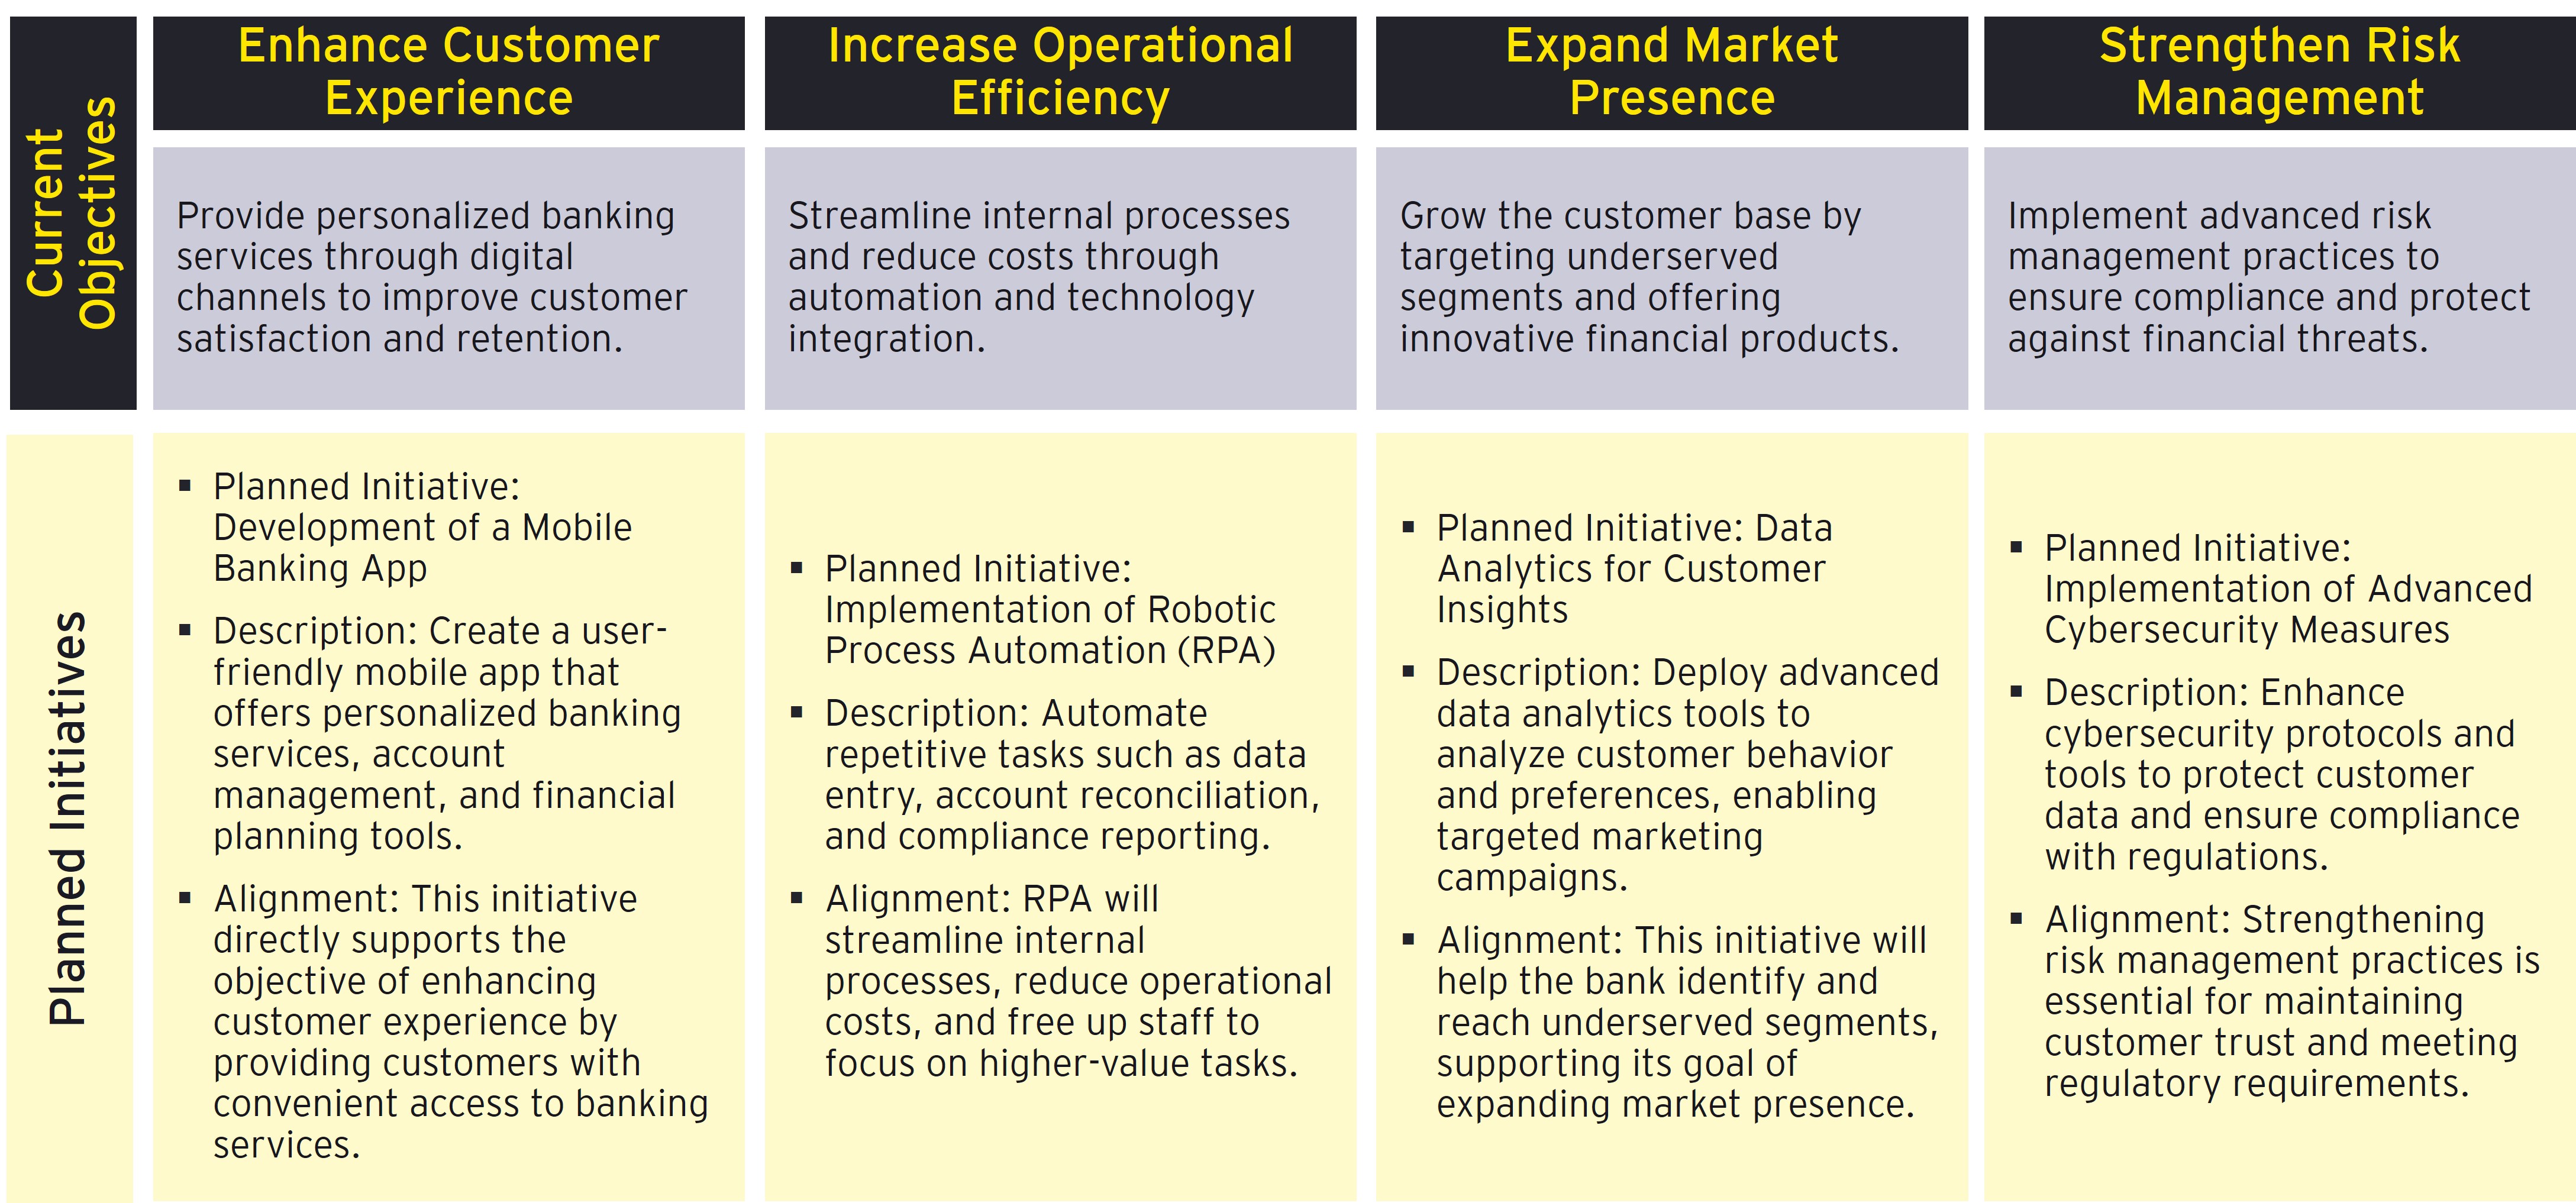 Current
Objectives
Enhance Customer
Experience
Provide personalized banking
services through digital
channels to improve customer
satisfaction and retention.
Increase Operational
Efficiency
Streamline internal processes
and reduce costs through
automation and technology
integration.
Expand Market
Presence
Grow the customer base by
targeting underserved
segments and offering
innovative financial products.
Strengthen Risk
Management
Implement advanced risk
management practices to
ensure compliance and protect
against financial threats.
Planned Initiatives
▪ Planned Initiative:
Development of a Mobile
Banking App
▪ Description: Create a user-
friendly mobile app that
offers personalized banking
services, account
management, and financial
planning tools.
▪ Alignment: This initiative
directly supports the
objective of enhancing
customer experience by
providing customers with
convenient access to banking
services.
▪ Planned Initiative:
Implementation of Robotic
Process Automation (RPA)
▪ Description: Automate
repetitive tasks such as data
entry, account reconciliation,
and compliance reporting.
▪ Alignment: RPA will
streamline internal
processes, reduce operational
costs, and free up staff to
focus on higher-value tasks.
▪ Planned Initiative: Data
Analytics for Customer
Insights
▪ Description: Deploy advanced
data analytics tools to
analyze customer behavior
and preferences, enabling
targeted marketing
campaigns.
▪ Alignment: This initiative will
help the bank identify and
reach underserved segments,
supporting its goal of
expanding market presence.
▪ Planned Initiative:
Implementation of Advanced
Cybersecurity Measures
▪ Description: Enhance
cybersecurity protocols and
tools to protect customer
data and ensure compliance
with regulations.
▪ Alignment: Strengthening
risk management practices is
essential for maintaining
customer trust and meeting
regulatory requirements.